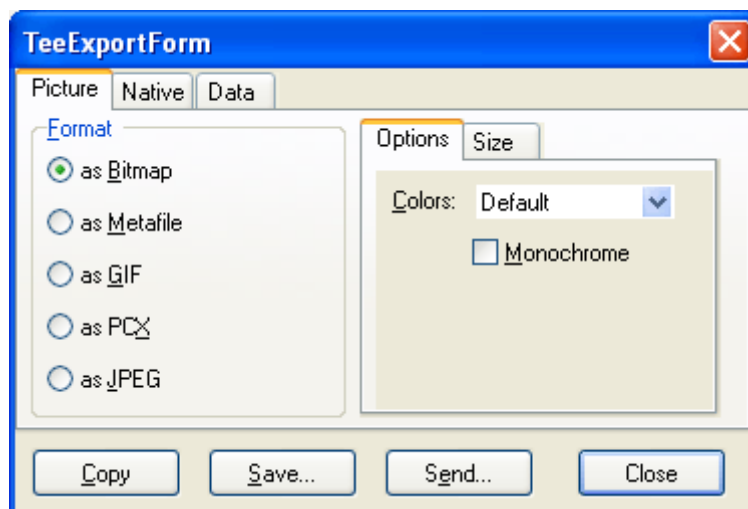 TeeExportForm
Picture Native Data
Format
as Bitmap
as Metafile
as GIF
as PCX
as JPEG
Options Size
Colors: Default
Monochrome
Copy Save... Send... Close